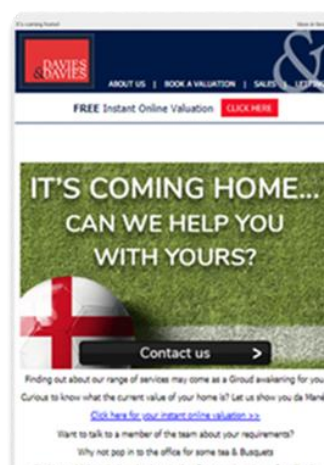 It's coming home!
DAVIES
&DAVIES
&
ABOUT US | BOOK A VALUATION | SALES |
FREE Instant Online Valuation CLICK HERE
IT'S COMING HOME...
CAN WE HELP YOU
WITH YOURS?
Contact us >
Finding out about our range of services may come as a Giroud awakening for you
Curious to know what the current value of your home is? Let us show you da Mané
Click here for your instant online valuation >>
Want to talk to a member of the team about your requirements?
Why not pop in to the office for some tea & Busquets